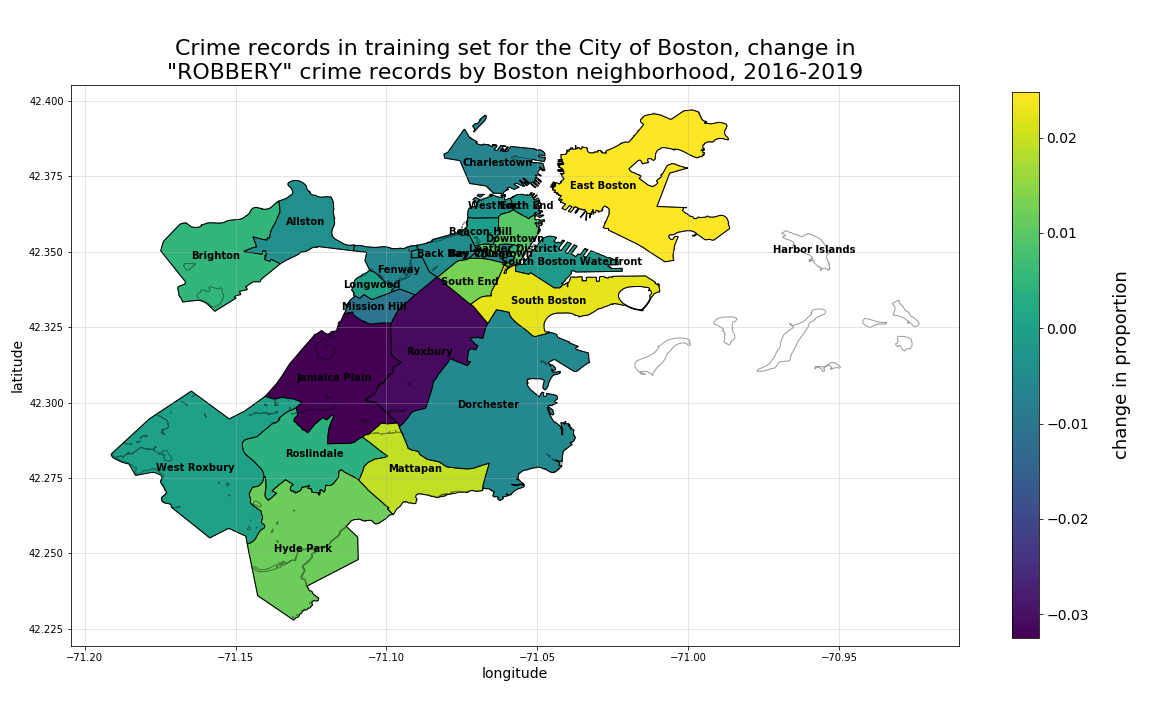 Crime records in training set for the City of Boston, change in
"ROBBERY" crime records by Boston neighborhood, 2016-2019
42.400
42.375
42.350
42.325
42.300
42.275
42.250
42.225
latitude
−71.20
−71.15
−71.10
−71.05
−71.00
−70.95
longitude
Charlestown
East Boston
West End
North End
Allston
Beacon Hill
Downtown
Brighton
Back Bay
Bay Village
Chinatown
Leather District
South Boston Waterfront
Harbor Islands
Fenway
Longwood
South End
Mission Hill
South Boston
Roxbury
Jamaica Plain
Dorchester
Roslindale
West Roxbury
Mattapan
Hyde Park
0.02
0.01
0.00
−0.01
−0.02
−0.03
change in proportion